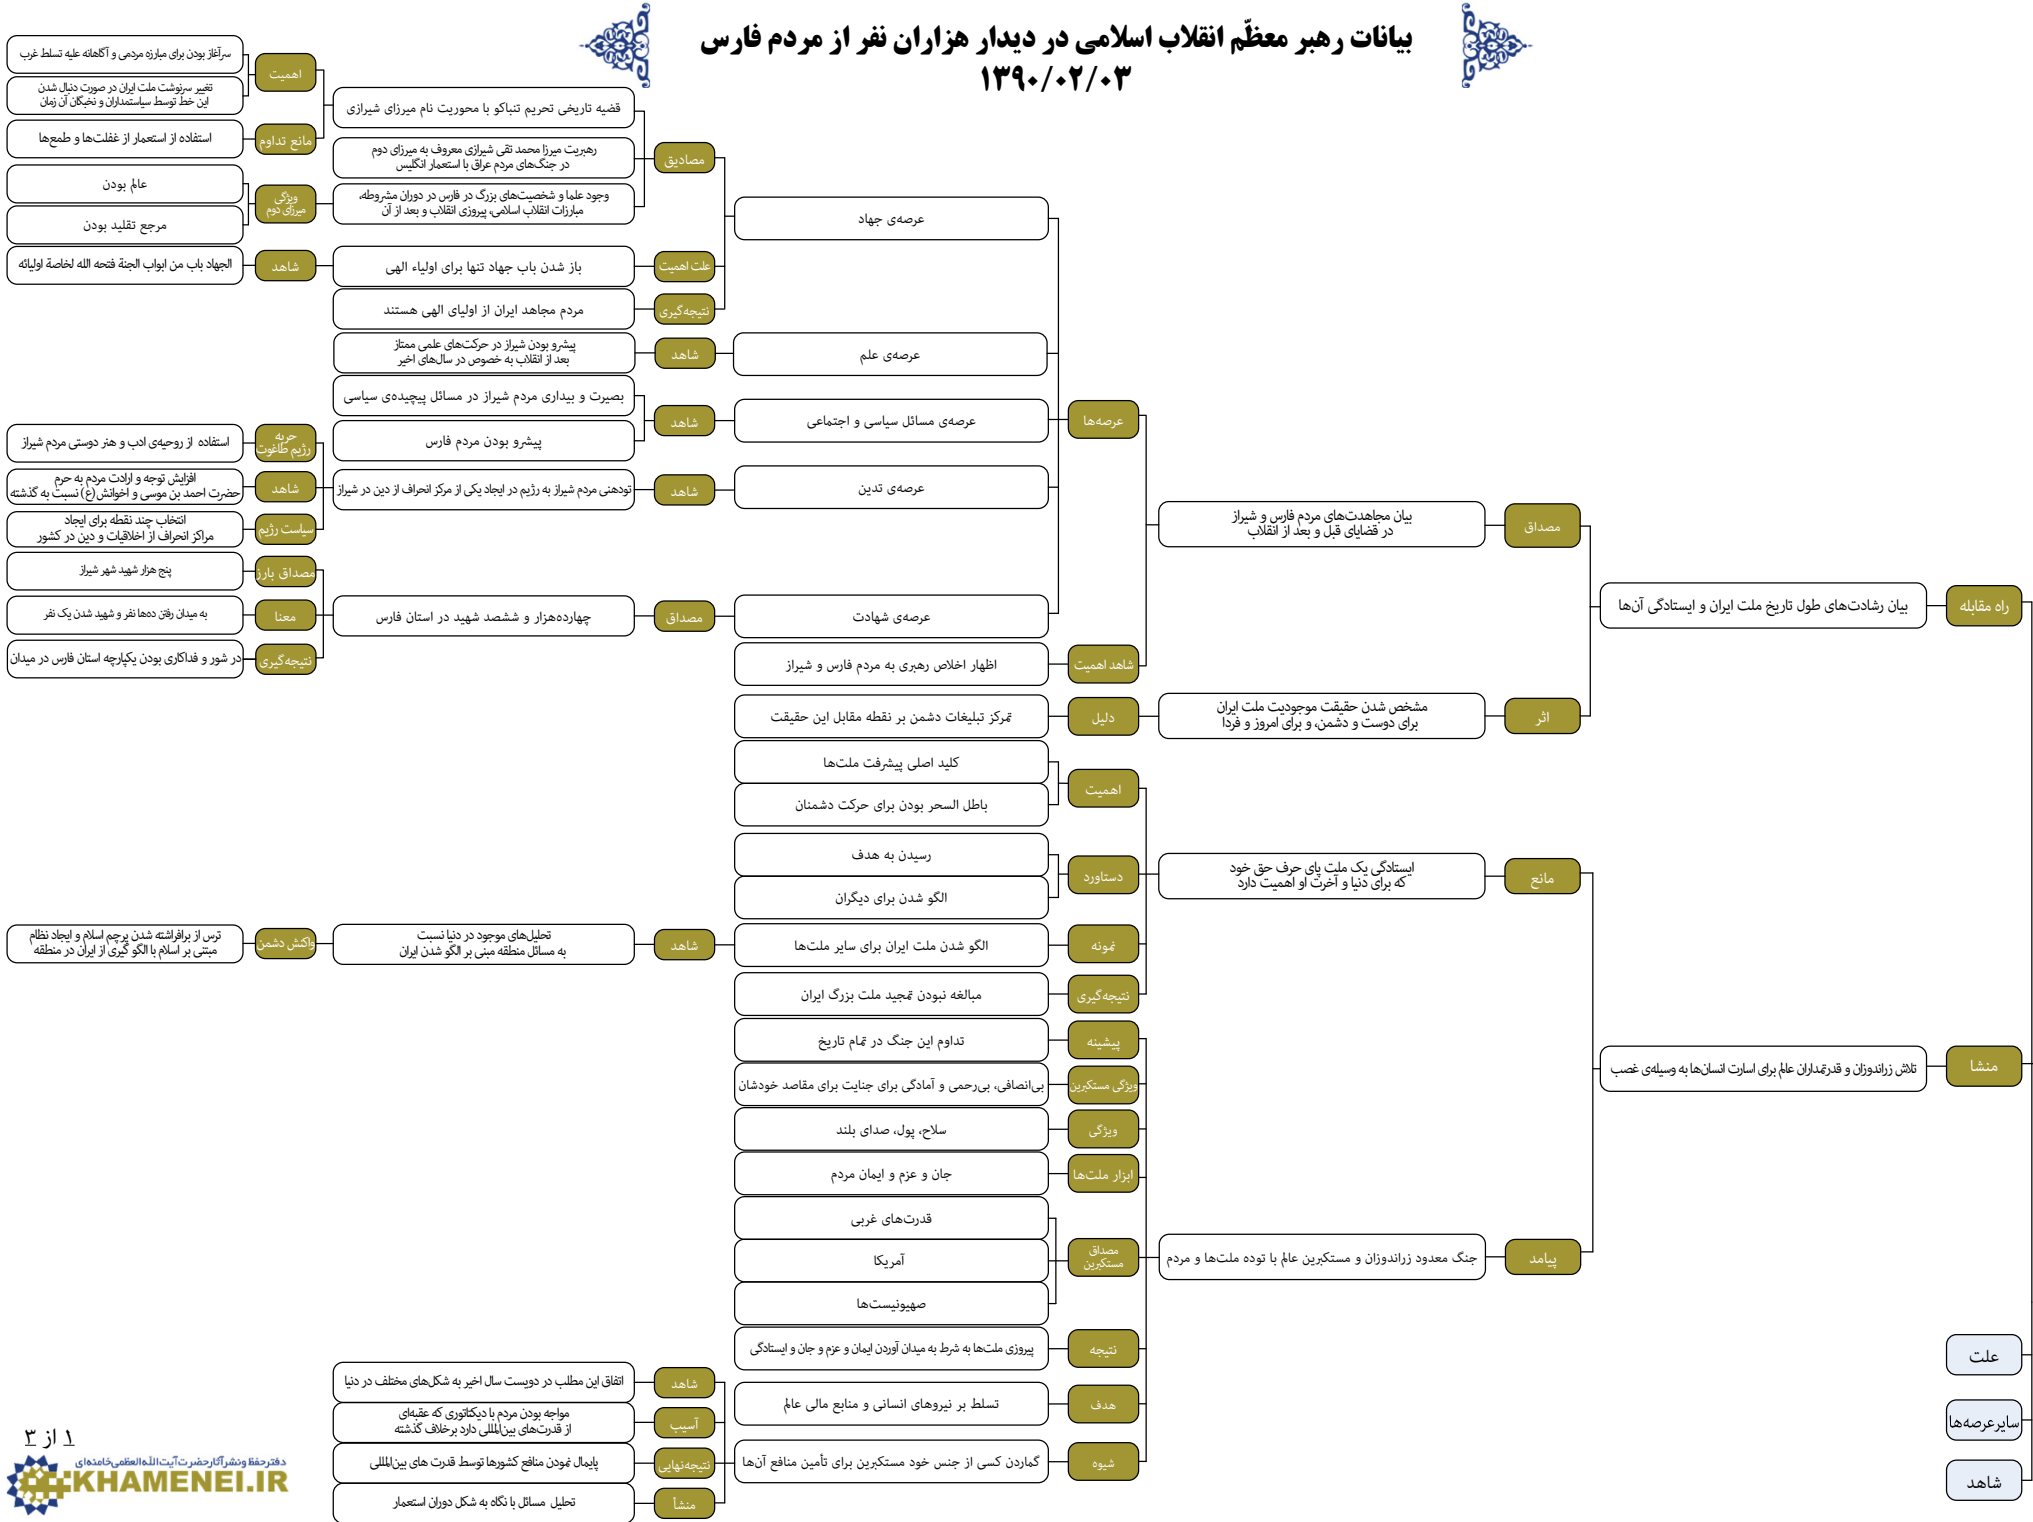 بیانات رهبر معظّم انقلاب اسلامی در دیدار هزاران نفر از مردم فارس
۱۳۹۰/۰۲/۰۳
راه مقابله
بیان رشادت‌های طول تاریخ ملت ایران و ایستادگی آن‌ها
مصداق
بیان مجاهدت‌های مردم فارس و شیراز
در قضایای قبل و بعد از انقلاب
عرصه‌ها
عرصه‌ی جهاد
مصادیق
قضیه تاریخی تحریم تنباکو با محوریت نام میرزای شیرازی
اهمیت
سرآغاز بودن برای مبارزه مردمی و آگاهانه علیه تسلط غرب
تغییر سرنوشت ملت ایران در صورت دنبال شدن
این خط توسط سیاستمداران و نخبگان آن زمان
مانع تداوم
استفاده از استعمار از غفلت‌ها و طمع‌ها
رهبریت میرزا محمد تقی شیرازی معروف به میرزای دوم
در جنگ‌های مردم عراق با استعمار انگلیس
وجود علما و شخصیت‌های بزرگ در فارس در دوران مشروطه،
مبارزات انقلاب اسلامی، پیروزی انقلاب و بعد از آن
ویژگی
میرزای دوم
عالم بودن
مرجع تقلید بودن
علت اهمیت
باز شدن باب جهاد تنها برای اولیاء الهی
شاهد
الجهاد باب من ابواب الجنة فتحه الله لخاصة اولیائه
نتیجه‌گیری
مردم مجاهد ایران از اولیای الهی هستند
عرصه‌ی علم
شاهد
پیشرو بودن شیراز در حرکت‌های علمی ممتاز
بعد از انقلاب به خصوص در سال‌های اخیر
عرصه‌ی مسائل سیاسی و اجتماعی
شاهد
بصیرت و بیداری مردم شیراز در مسائل پیچیده‌ی سیاسی
پیشرو بودن مردم فارس
عرصه‌ی تدین
شاهد
تودهنی مردم شیراز به رژیم در ایجاد یکی از مرکز انحراف از دین در شیراز
حربه
رژیم طاغوت
استفاده از روحیه‌ی ادب و هنر دوستی مردم شیراز
شاهد
افزایش توجه و ارادت مردم به حرم
حضرت احمد بن موسی و اخوانش(ع) نسبت به گذشته
سیاست رژیم
انتخاب چند نقطه برای ایجاد
مراکز انحراف از اخلاقیات و دین در کشور
عرصه‌ی شهادت
مصداق
چهارده‌هزار و ششصد شهید در استان فارس
مصداق بارز
پنج هزار شهید شهر شیراز
معنا
به میدان رفتن ده‌ها نفر و شهید شدن یک نفر
نتیجه‌گیری
در شور و فداکاری بودن یکپارچه استان فارس در میدان
شاهد اهمیت
اظهار اخلاص رهبری به مردم فارس و شیراز
اثر
مشخص شدن حقیقت موجودیت ملت ایران
برای دوست و دشمن، و برای امروز و فردا
دلیل
تمرکز تبلیغات دشمن بر نقطه مقابل این حقیقت
منشا
تلاش زراندوزان و قدرتمداران عالم برای اسارت انسان‌ها به وسیله‌ی غصب
مانع
ایستادگی یک ملت پای حرف حق خود
که برای دنیا و آخرت او اهمیت دارد
اهمیت
کلید اصلی پیشرفت ملت‌ها
باطل السحر بودن برای حرکت دشمنان
دستاورد
رسیدن به هدف
الگو شدن برای دیگران
نمونه
الگو شدن ملت ایران برای سایر ملت‌ها
شاهد
تحلیل‌های موجود در دنیا نسبت
به مسائل منطقه مبنی بر الگو شدن ایران
واکنش دشمن
ترس از برافراشته شدن پرچم اسلام و ایجاد نظام
مبتنی بر اسلام با الگو گیری از ایران در منطقه
نتیجه‌گیری
مبالغه نبودن تمجید ملت بزرگ ایران
پیامد
جنگ معدود زراندوزان و مستکبرین عالم با توده ملت‌ها و مردم
پیشینه
تداوم این جنگ در تمام تاریخ
ویژگی مستکبرین
بی‌انصافی، بی‌رحمی و آمادگی برای جنایت برای مقاصد خودشان
ویژگی
سلاح، پول، صدای بلند
ابزار ملت‌ها
جان و عزم و ایمان مردم
مصداق
مستکبرین
قدرت‌های غربی
آمریکا
صهیونیست‌ها
نتیجه
پیروزی ملت‌ها به شرط به میدان آوردن ایمان و عزم و جان و ایستادگی
هدف
تسلط بر نیروهای انسانی و منابع مالی عالم
شیوه
گماردن کسی از جنس خود مستکبرین برای تأمین منافع آن‌ها
شاهد
اتفاق این مطلب در دویست سال اخیر به شکل‌های مختلف در دنیا
آسیب
مواجه بودن مردم با دیکتاتوری که عقبه‌ای
از قدرت‌های بین‌المللی دارد برخلاف گذشته
نتیجه‌نهایی
پایمال نمودن منافع کشورها توسط قدرت های بین‌المللی
منشأ
تحلیل مسائل با نگاه به شکل دوران استعمار
علت
سایرعرصه‌ها
شاهد
۱ از ۳
دفترحفظ‌ونشرآثارحضرت‌آیت‌الله‌العظمی‌خامنه‌ای
KHAMENEI.IR